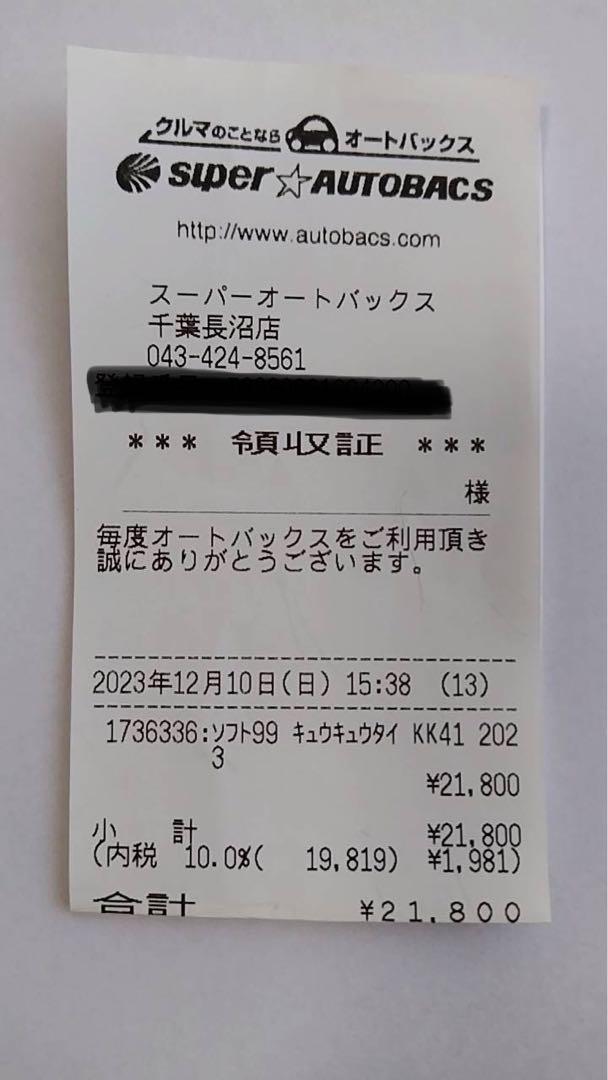 クルマのことなら オートバックス
super☆AUTOBACS
http://www.autobacs.com
スーパーオートバックス
千葉長沼店
043-424-8561
*** 領収証 ***
様
毎度オートバックスをご利用頂き
誠にありがとうございます。
2023年12月10日(日) 15:38 (13)
1736336:ソフト99 キュウキュウタイ KK41 202
3
¥21,800
小 計 ¥21,800
(内税 10.0%( 19,819) ¥1,981)
合計 ¥21,800